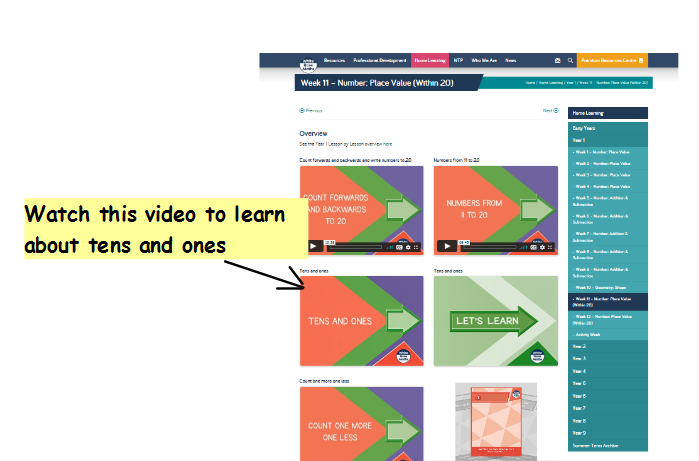 White Rose Maths
Resources Professional Development Home Learning NTP Who We Are News Premium Resources Centre
Week 11 – Number: Place Value (Within 20)
Home / Home Learning / Year 1 / Week 11 – Number: Place Value (Within 20)
Previous
Next
Home Learning
Early Years
Year 1
- Week 1 – Number: Place Value
- Week 2 – Number: Place Value
- Week 3 – Number: Place Value
- Week 4 – Number: Place Value
- Week 5 – Number: Addition &
Subtraction
- Week 6 – Number: Addition &
Subtraction
- Week 7 – Number: Addition &
Subtraction
- Week 8 – Number: Addition &
Subtraction
- Week 9 – Number: Addition &
Subtraction
- Week 10 – Geometry: Shape
- Week 11 – Number: Place Value
(Within 20)
- Week 12 – Number: Place Value
(Within 20)
- Activity Week
Year 2
Year 3
Year 4
Year 5
Year 6
Year 7
Year 8
Year 9
Summer Term Archive
Overview
See the Year 1 Lesson by Lesson overview here
Count forwards and backwards and write numbers to 20
COUNT FORWARDS
AND BACKWARDS
TO 20
Numbers from 11 to 20
NUMBERS FROM
11 TO 20
Watch this video to learn
about tens and ones
Tens and ones
TENS AND ONES
Tens and ones
LET'S LEARN
Count one more and one less
COUNT ONE MORE
ONE LESS